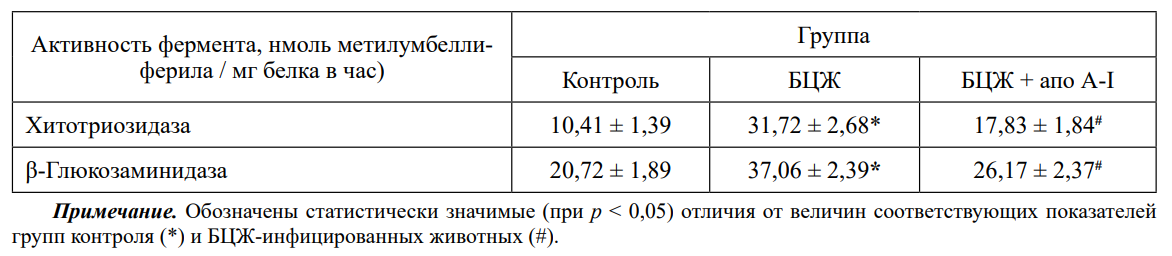 Активность фермента, нмоль метилумбелли-
ферила / мг белка в час)
Группа
Контроль БЦЖ БЦЖ + апо А-I
Хитотриозидаза 10,41 ± 1,39 31,72 ± 2,68* 17,83 ± 1,84#
β-Глюкозаминидаза 20,72 ± 1,89 37,06 ± 2,39* 26,17 ± 2,37#
Примечание. Обозначены статистически значимые (при p < 0,05) отличия от величин соответствующих показателей
групп контроля (*) и БЦЖ-инфицированных животных (#).